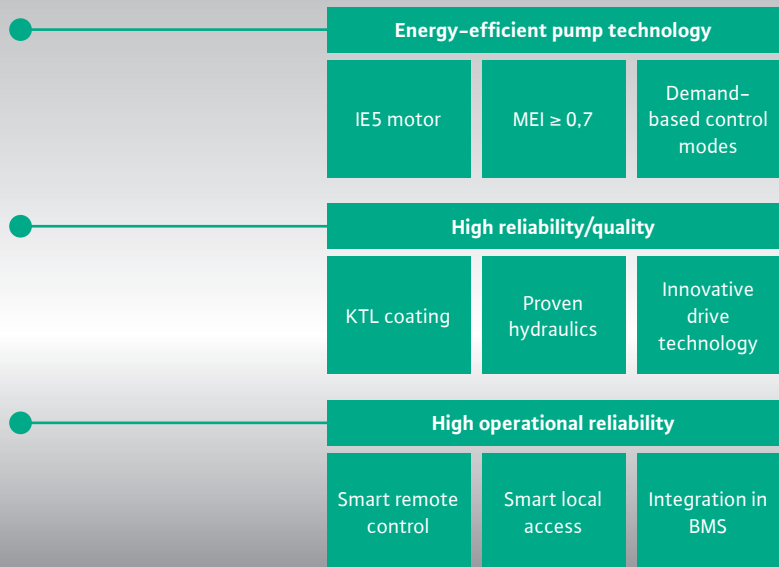 Energy-efficient pump technology
IE5 motor
MEI ≥ 0,7
Demand-
based control
modes
High reliability/quality
KTL coating
Proven
hydraulics
Innovative
drive
technology
High operational reliability
Smart remote
control
Smart local
access
Integration in
BMS